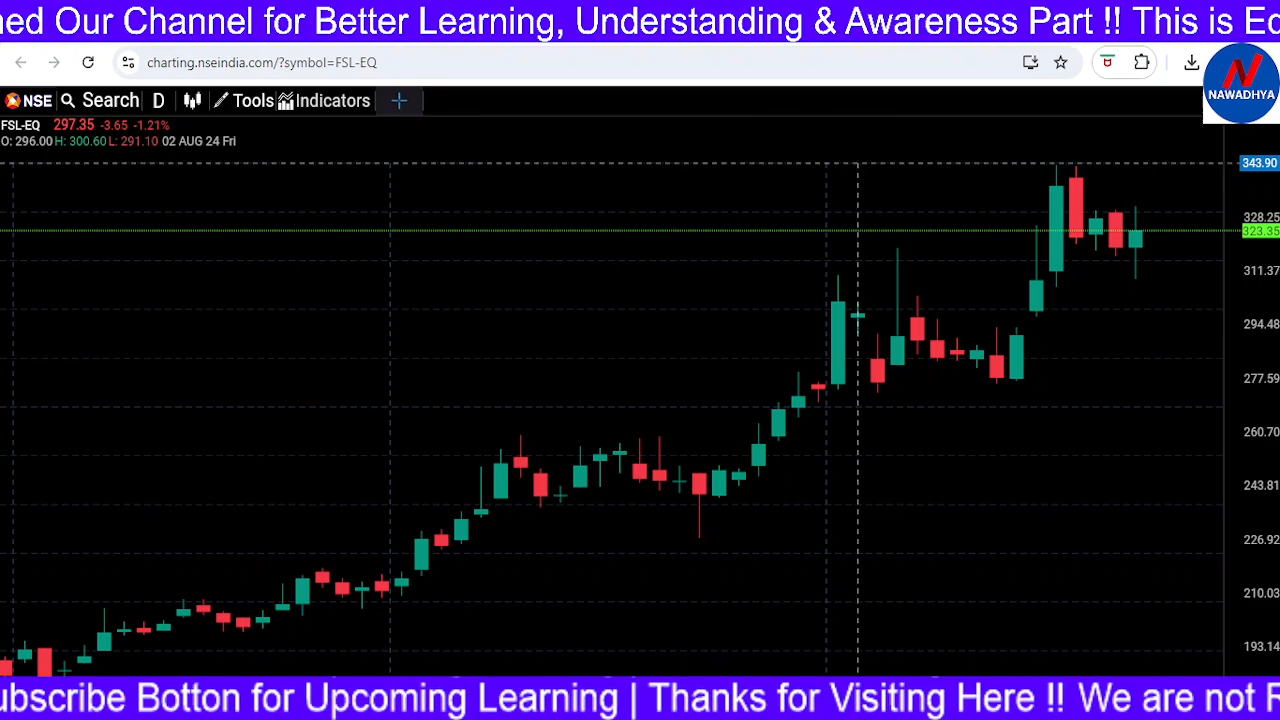 ned Our Channel for Better Learning, Understanding & Awareness Part !! This is Ed
charting.nseindia.com/?symbol=FSL-EQ
NAWADHYA
NSE Search D Tools Indicators
FSL-EQ 297.35 -3.65 -1.21%
O: 296.00 H: 300.60 L: 291.10 02 AUG 24 Fri
343.90
328.25
323.35
311.37
294.48
277.59
260.70
243.81
226.92
210.03
193.14
ubscribe Botton for Upcoming Learning | Thanks for Visiting Here !! We are not F